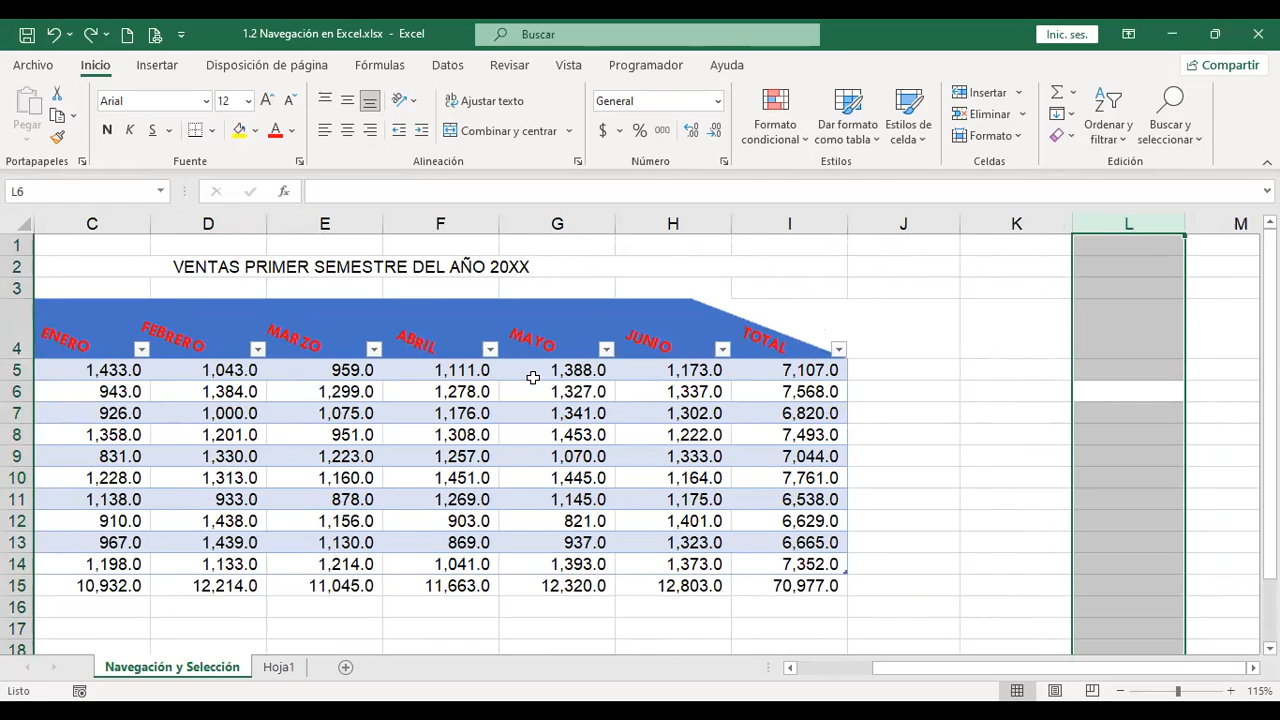 1.2 Navegación en Excel.xlsx - Excel
Buscar
Inic. ses.
Archivo Inicio Insertar Disposición de página Fórmulas Datos Revisar Vista Programador Ayuda
Compartir
Pegar
Portapapeles
Arial 12
N K S
Fuente
Ajustar texto
Combinar y centrar
Alineación
General
$ % 000
Número
Formato condicional
Dar formato como tabla
Estilos de celda
Estilos
Insertar
Eliminar
Formato
Celdas
Ordenar y filtrar
Buscar y seleccionar
Edición
L6
C D E F G H I J K L M
1
2 VENTAS PRIMER SEMESTRE DEL AÑO 20XX
3
4 ENERO FEBRERO MARZO ABRIL MAYO JUNIO TOTAL
5 1,433.0 1,043.0 959.0 1,111.0 1,388.0 1,173.0 7,107.0
6 943.0 1,384.0 1,299.0 1,278.0 1,327.0 1,337.0 7,568.0
7 926.0 1,000.0 1,075.0 1,176.0 1,341.0 1,302.0 6,820.0
8 1,358.0 1,201.0 951.0 1,308.0 1,453.0 1,222.0 7,493.0
9 831.0 1,330.0 1,223.0 1,257.0 1,070.0 1,333.0 7,044.0
10 1,228.0 1,313.0 1,160.0 1,451.0 1,445.0 1,164.0 7,761.0
11 1,138.0 933.0 878.0 1,269.0 1,145.0 1,175.0 6,538.0
12 910.0 1,438.0 1,156.0 903.0 821.0 1,401.0 6,629.0
13 967.0 1,439.0 1,130.0 869.0 937.0 1,323.0 6,665.0
14 1,198.0 1,133.0 1,214.0 1,041.0 1,393.0 1,373.0 7,352.0
15 10,932.0 12,214.0 11,045.0 11,663.0 12,320.0 12,803.0 70,977.0
16
17
18
Navegación y Selección Hoja1
Listo
115%